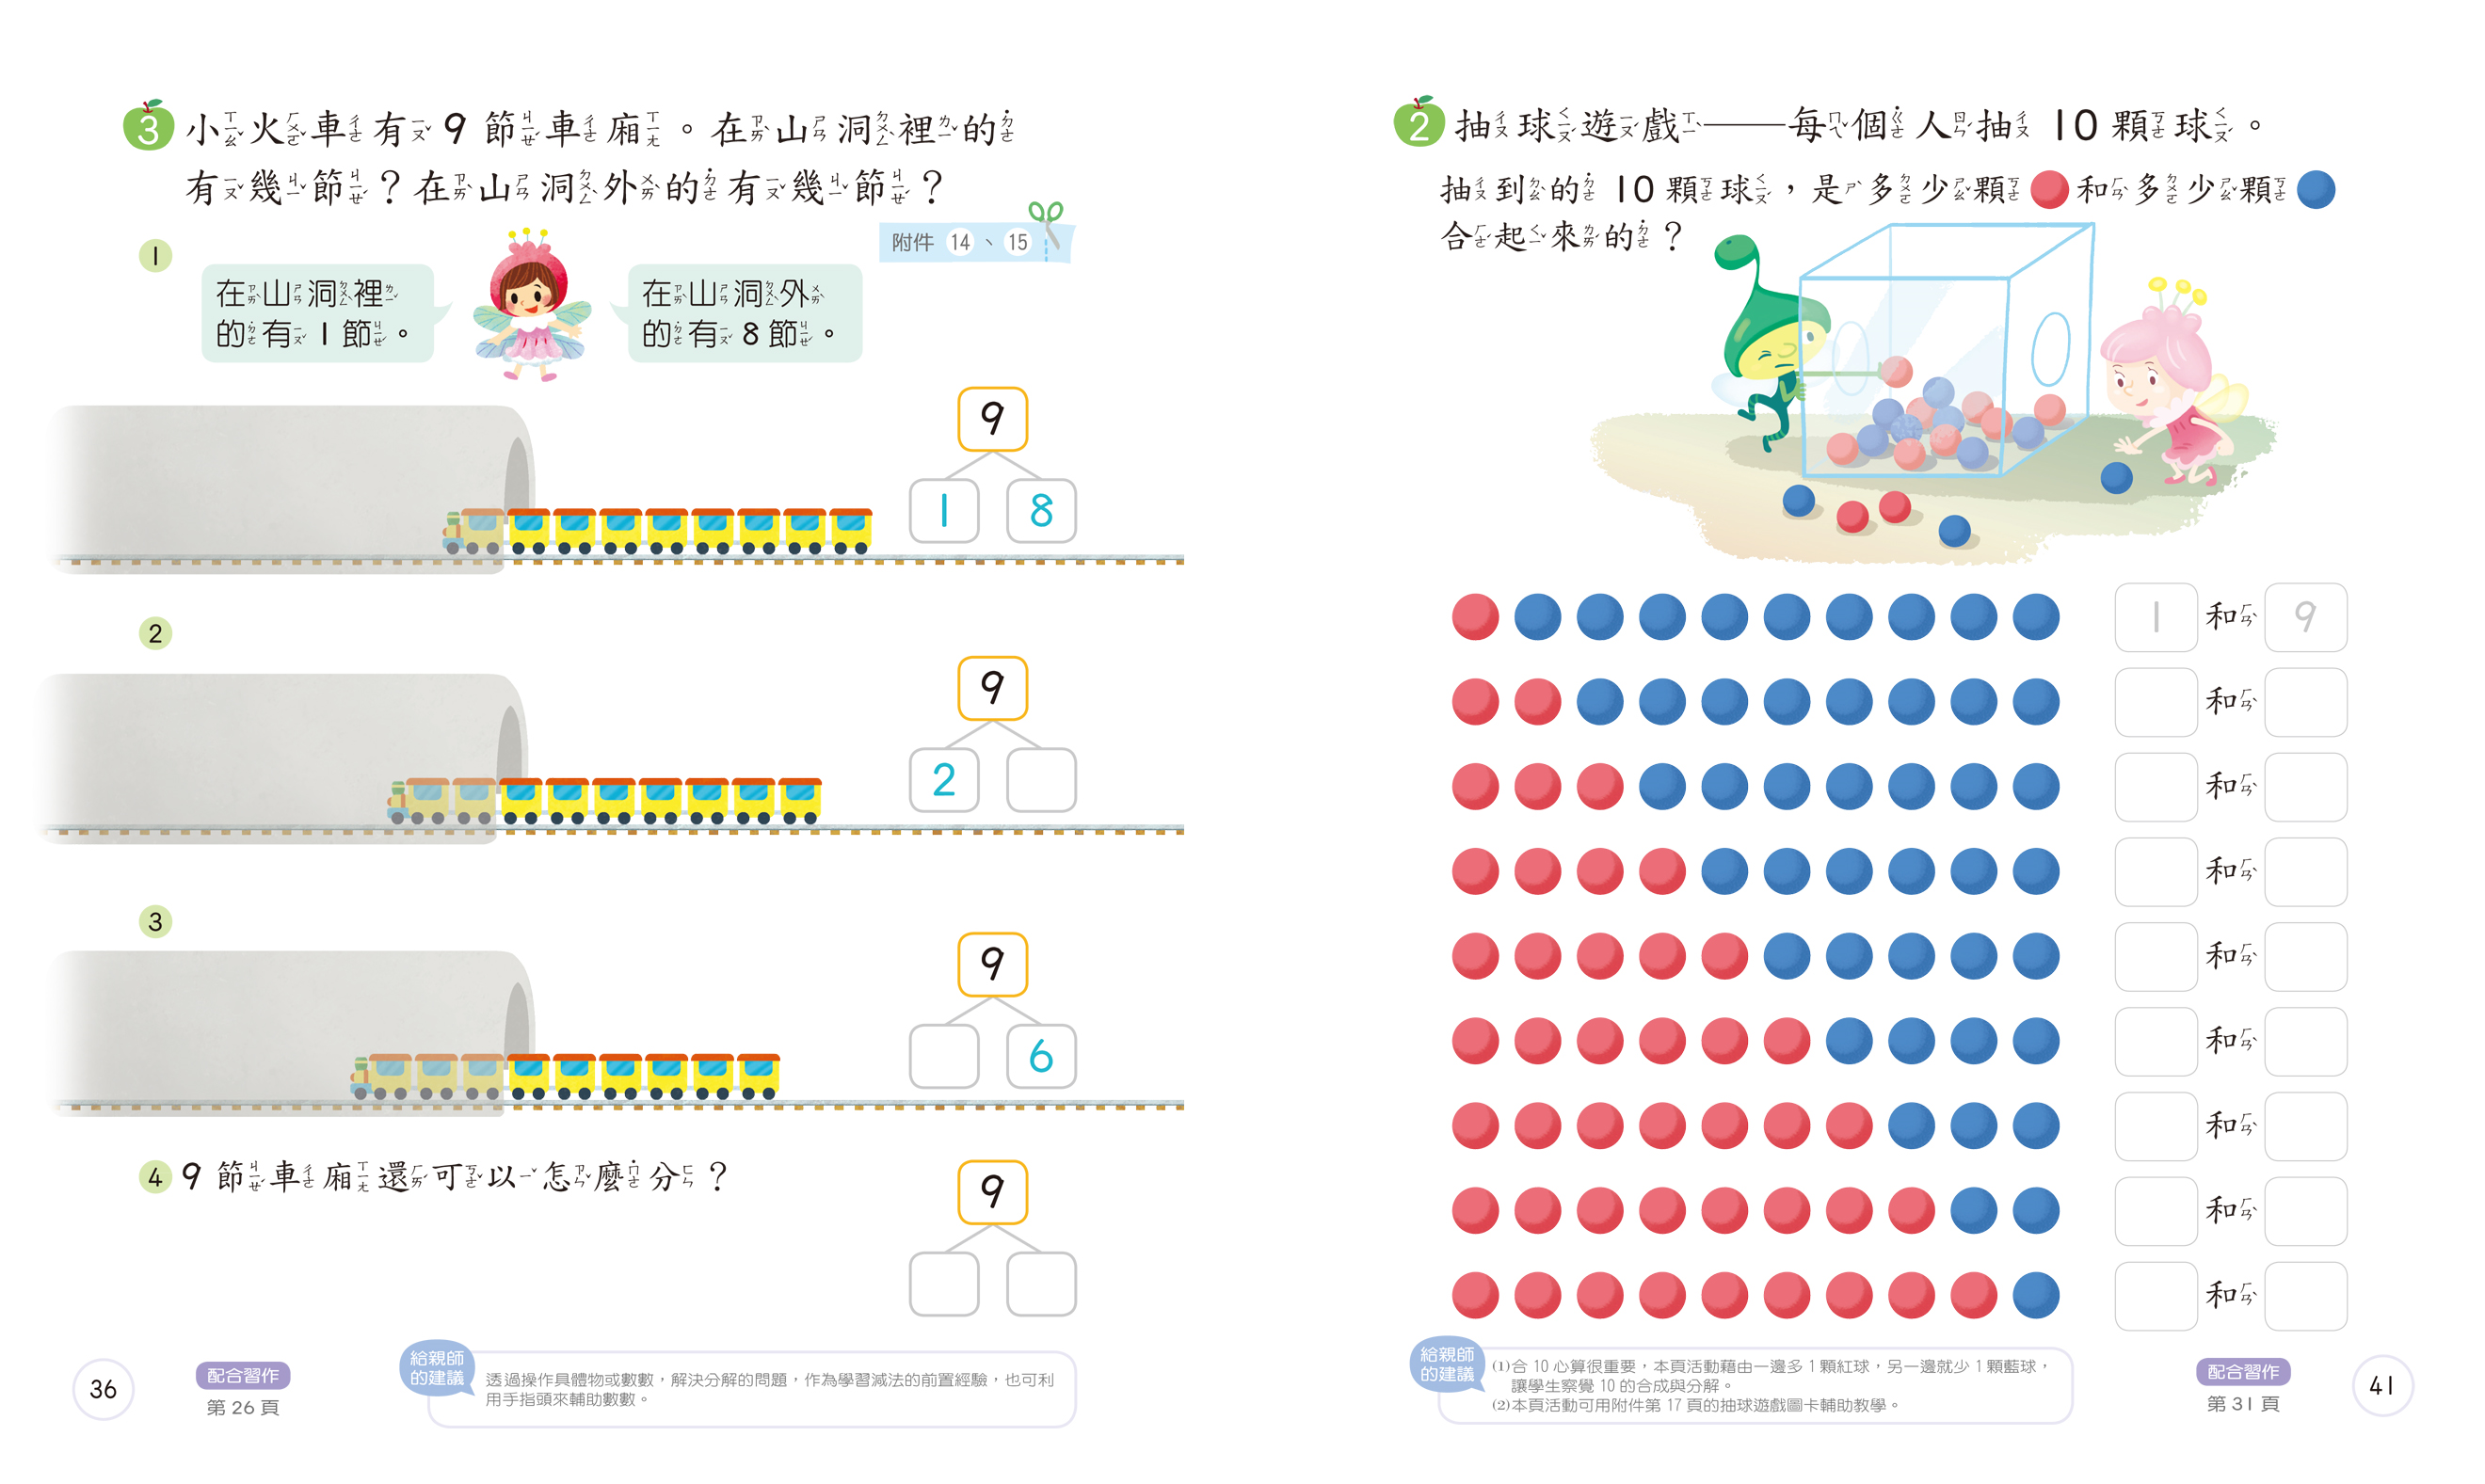 3 小火車有 9 節車廂。在山洞裡的
有幾節？在山洞外的有幾節？
附件 14、15
1
在山洞裡
的有 1 節。
在山洞外
的有 8 節。
9
1 8
2
9
2
3
9
6
4 9 節車廂還可以怎麼分？
9
給親師
的建議
透過操作具體物或數數，解決分解的問題，作為學習減法的前置經驗，也可利
用手指頭來輔助數數。
36
配合習作
第 26 頁
2 抽球遊戲——每個人抽 10 顆球。
抽到的 10 顆球，是多少顆和多少顆
合起來的？
1 和 9
和
和
和
和
和
和
和
和
給親師
的建議
(1)合 10 心算很重要，本頁活動藉由一邊多 1 顆紅球，另一邊就少 1 顆藍球，
讓學生察覺 10 的合成與分解。
(2)本頁活動可用附件第 17 頁的抽球遊戲圖卡輔助教學。
配合習作
第 31 頁
41